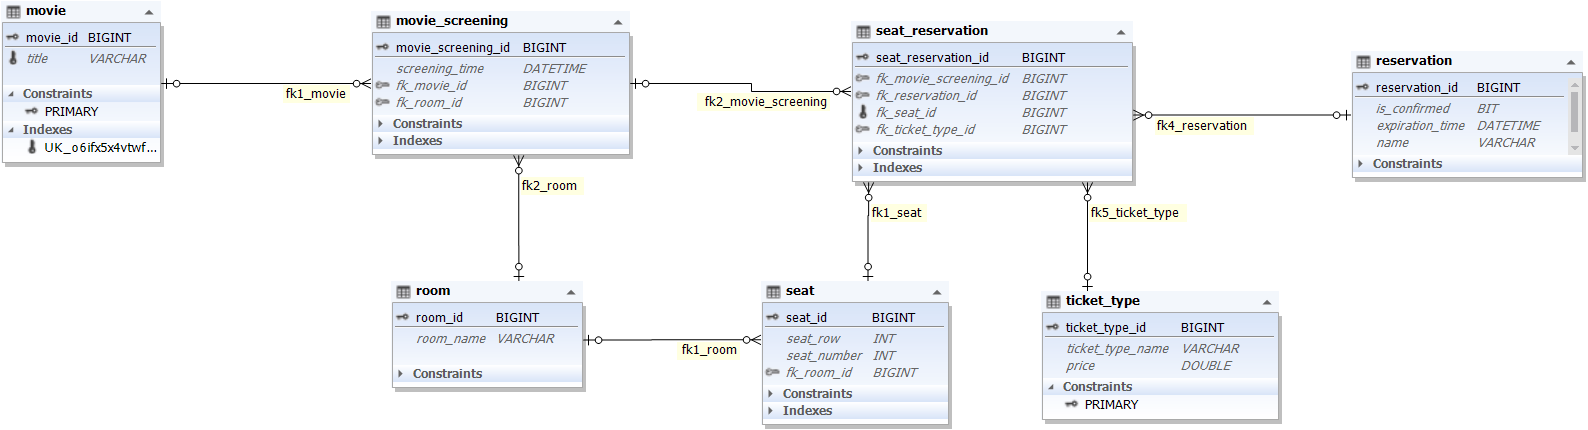 movie
movie_id BIGINT
title VARCHAR
Constraints
PRIMARY
Indexes
UK_o6ifx5x4vtwf...
fk1_movie
movie_screening
movie_screening_id BIGINT
screening_time DATETIME
fk_movie_id BIGINT
fk_room_id BIGINT
Constraints
Indexes
fk2_movie_screening
seat_reservation
seat_reservation_id BIGINT
fk_movie_screening_id BIGINT
fk_reservation_id BIGINT
fk_seat_id BIGINT
fk_ticket_type_id BIGINT
Constraints
Indexes
fk4_reservation
reservation
reservation_id BIGINT
is_confirmed BIT
expiration_time DATETIME
name VARCHAR
Constraints
fk2_room
fk1_seat
fk5_ticket_type
room
room_id BIGINT
room_name VARCHAR
Constraints
fk1_room
seat
seat_id BIGINT
seat_row INT
seat_number INT
fk_room_id BIGINT
Constraints
Indexes
ticket_type
ticket_type_id BIGINT
ticket_type_name VARCHAR
price DOUBLE
Constraints
PRIMARY